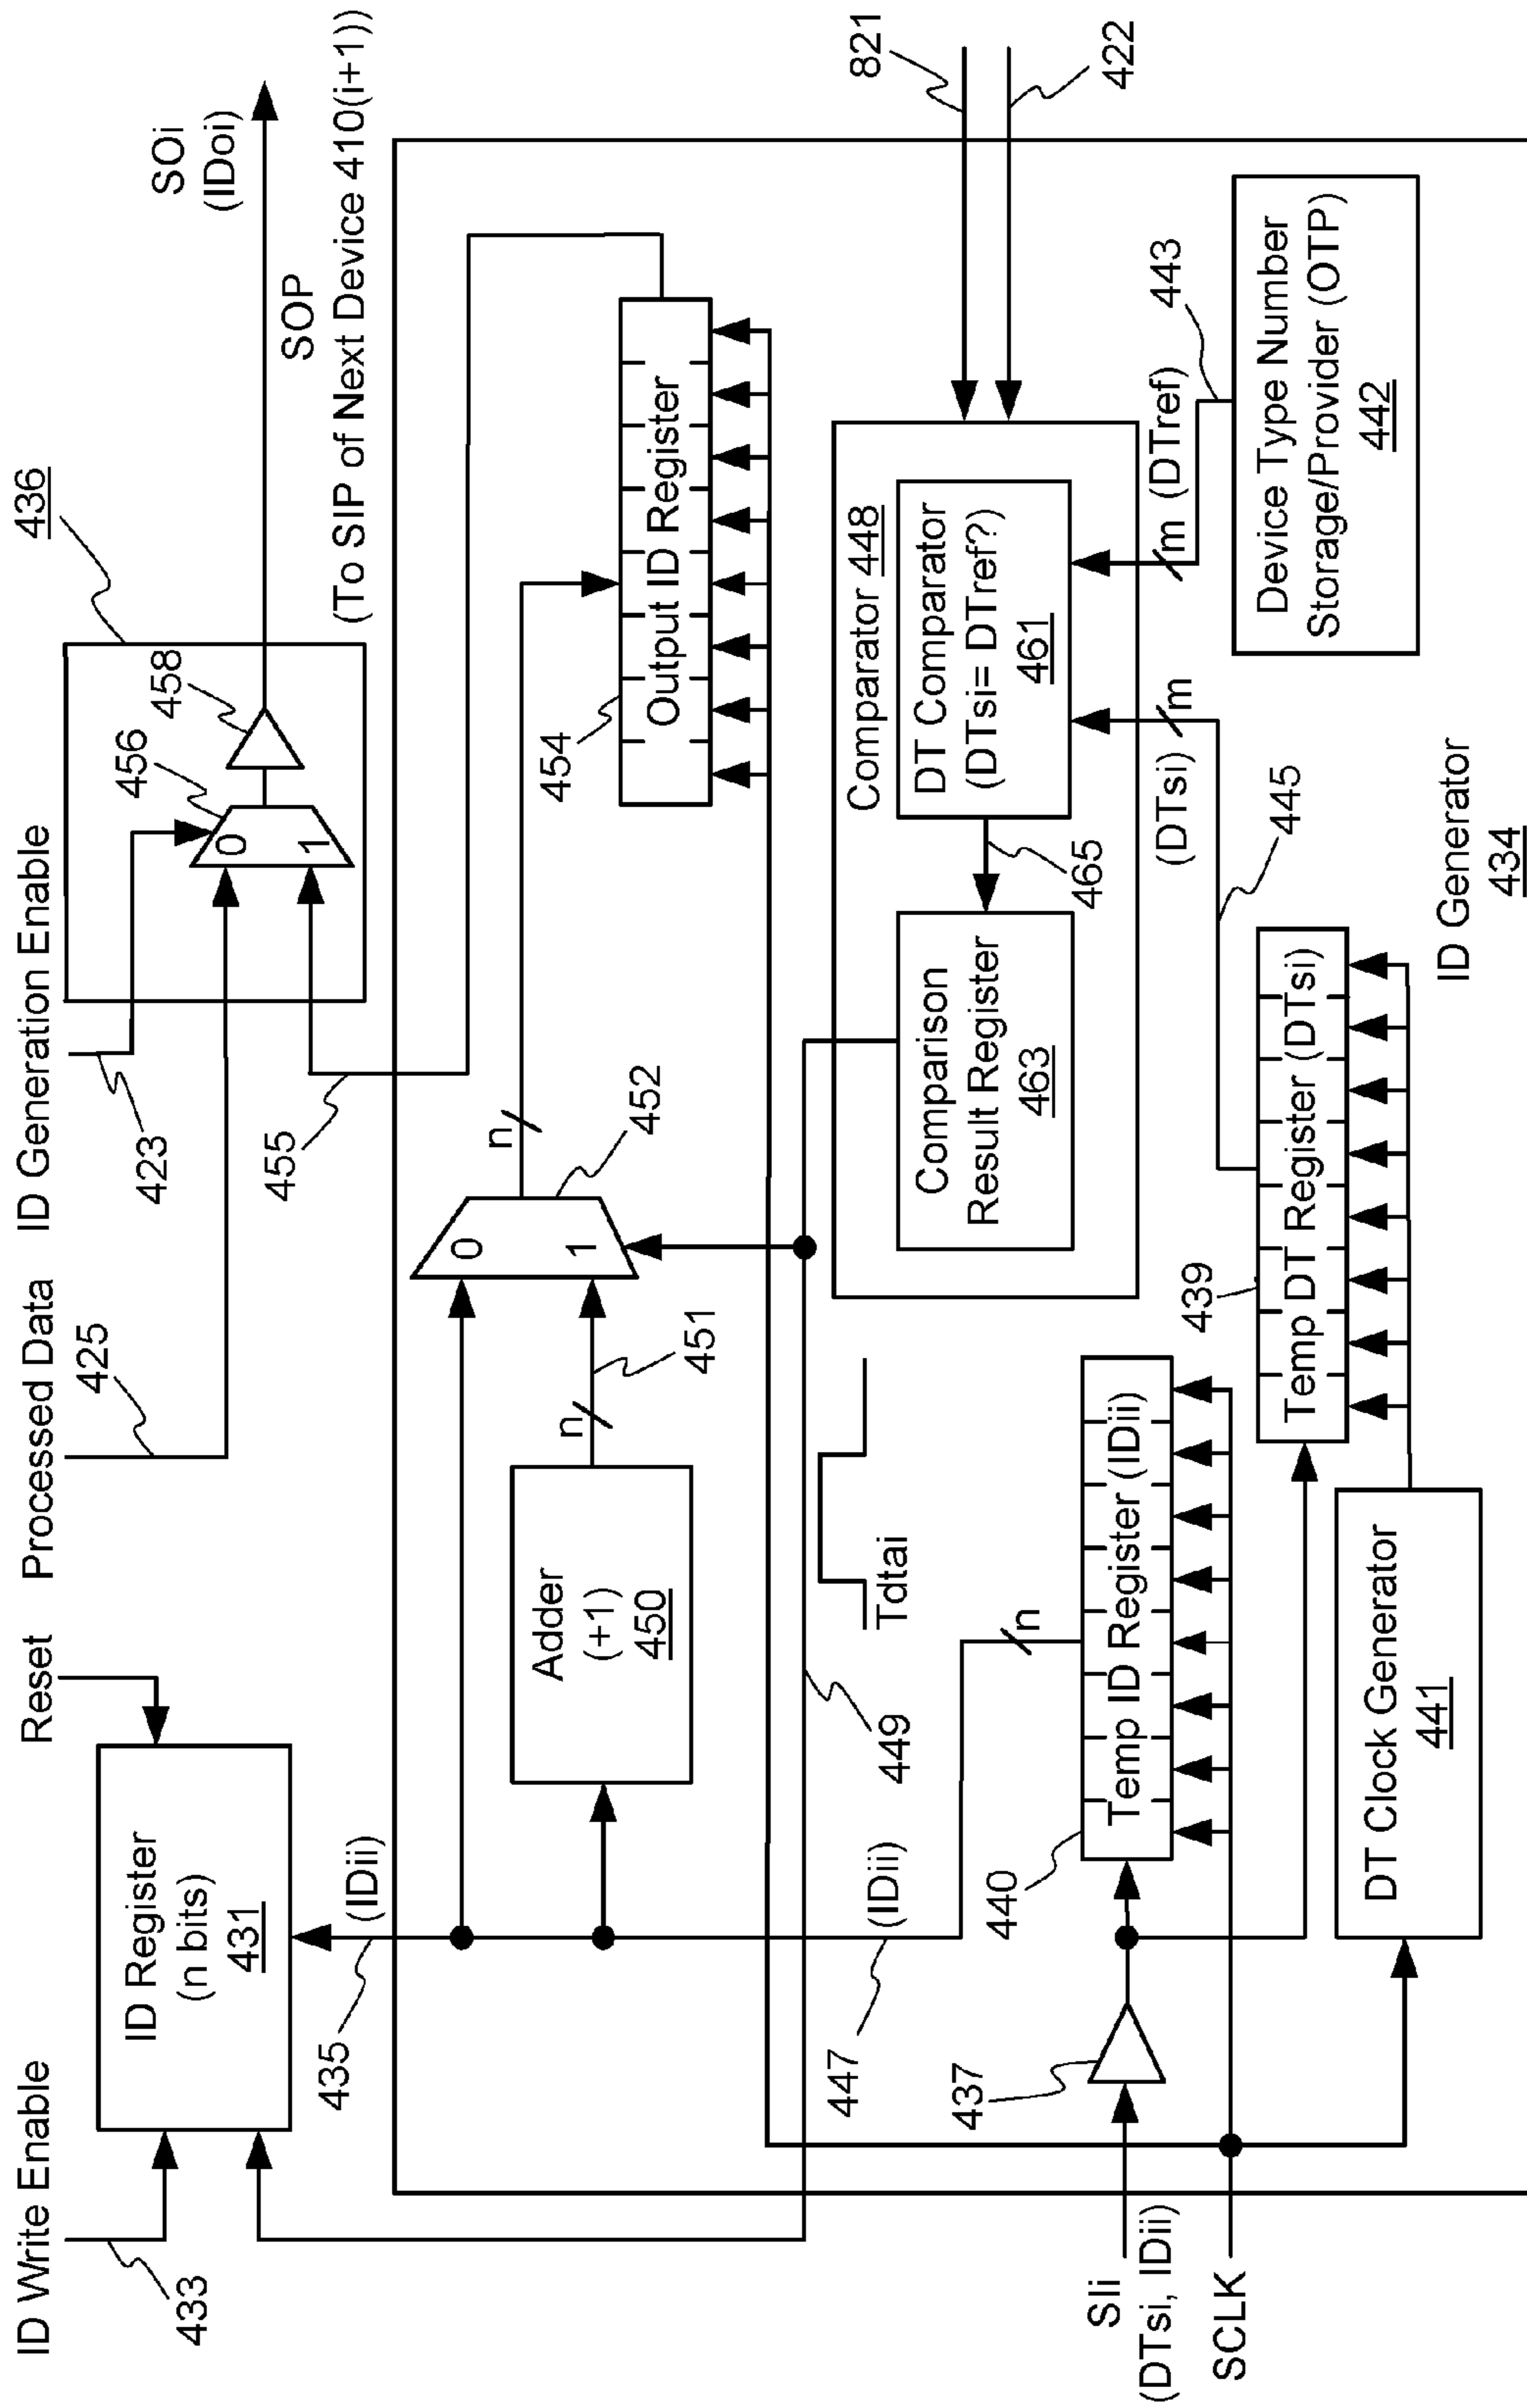 ID Write Enable
Reset
Processed Data
ID Generation Enable
433
ID Register
(n bits)
431
425
423
436
456
458
0
1
SOi
(IDoi)
SOP
(To SIP of Next Device 410(i+1))
435
(IDii)
455
Adder
(+1)
450
n
451
0
1
452
n
454
Output ID Register
821
422
447
(IDii)
449
Tdtai
n
Comparator 448
Comparison
Result Register
463
465
DT Comparator
(DTsi= DTref?)
461
SIi
(DTsi, IDii)
SCLK
437
440
Temp ID Register (IDii)
439
Temp DT Register (DTsi)
445
(DTsi)
m
m (DTref)
443
DT Clock Generator
441
Device Type Number
Storage/Provider (OTP)
442
ID Generator
434